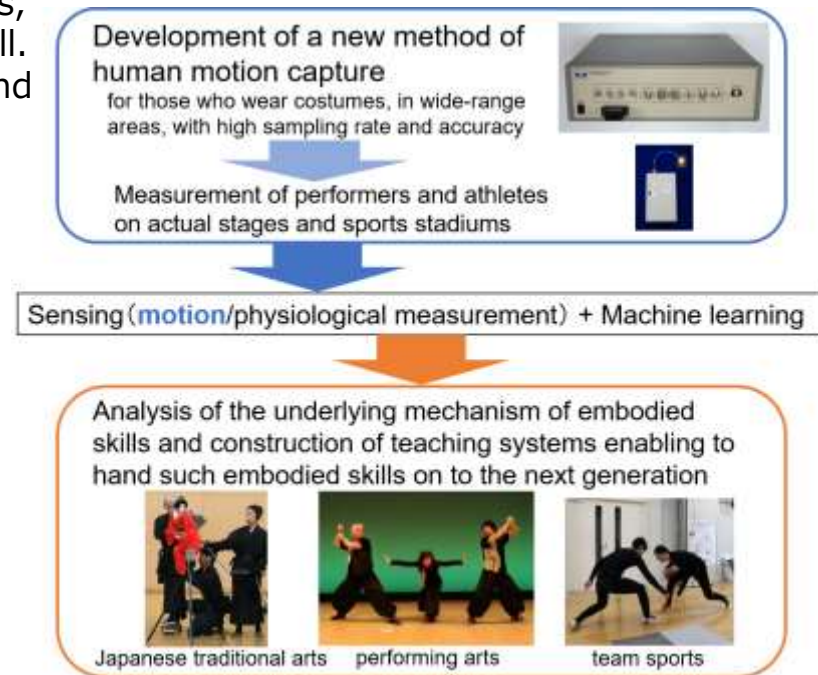 s,
ll.
nd
Development of a new method of
human motion capture
for those who wear costumes, in wide-range
areas, with high sampling rate and accuracy
Measurement of performers and athletes
on actual stages and sports stadiums
Sensing（motion/physiological measurement）+ Machine learning
Analysis of the underlying mechanism of embodied
skills and construction of teaching systems enabling to
hand such embodied skills on to the next generation
Japanese traditional arts performing arts team sports